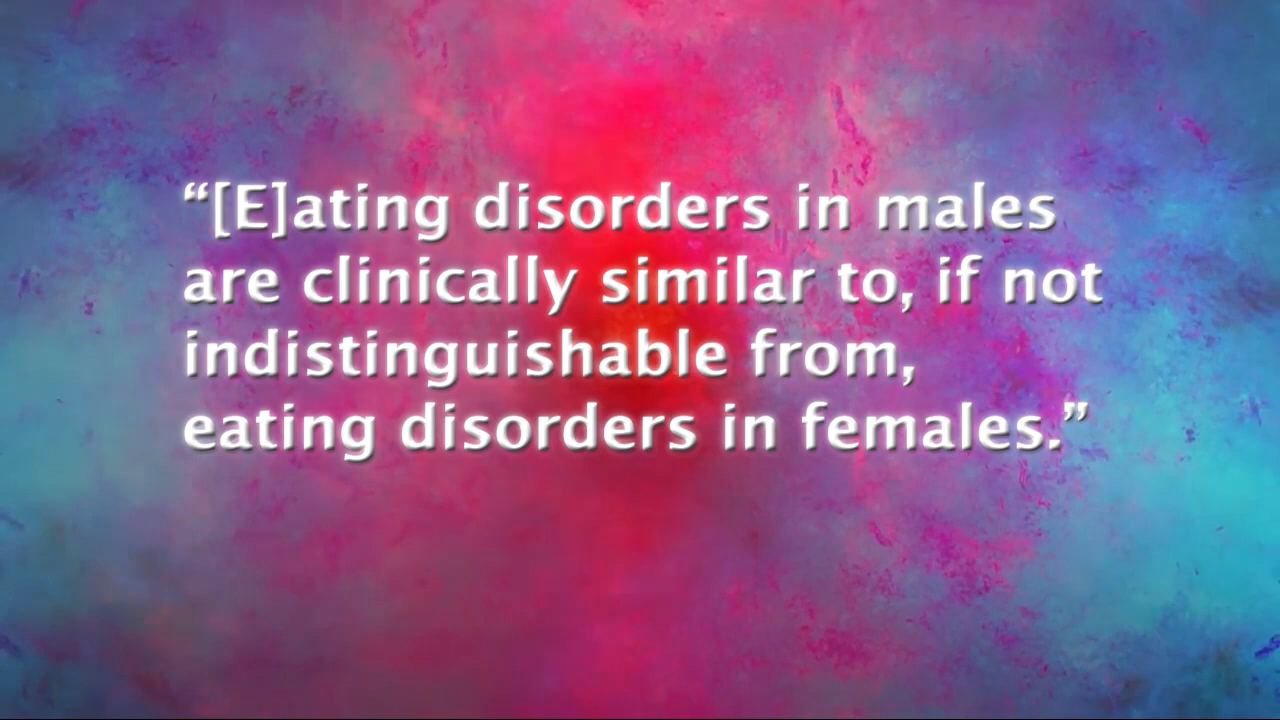 “[E]ating disorders in males
are clinically similar to, if not
indistinguishable from,
eating disorders in females.”